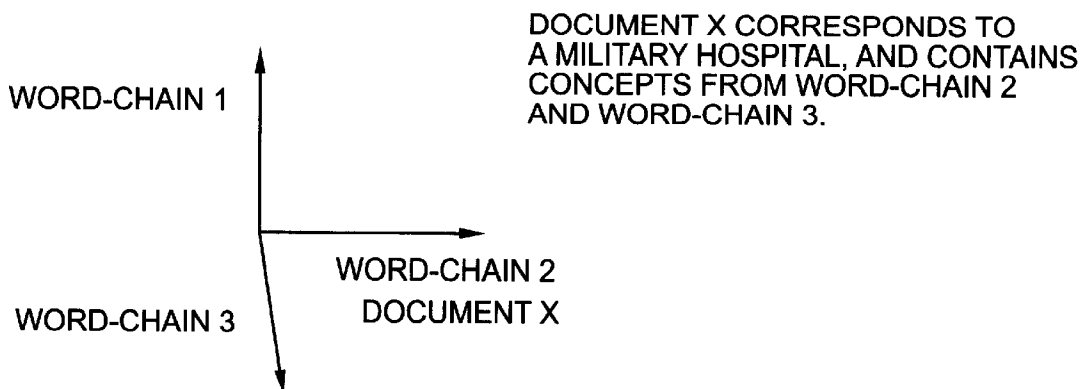 DOCUMENT X CORRESPONDS TO
A MILITARY HOSPITAL, AND CONTAINS
CONCEPTS FROM WORD-CHAIN 2
AND WORD-CHAIN 3.
WORD-CHAIN 1
WORD-CHAIN 2
DOCUMENT X
WORD-CHAIN 3